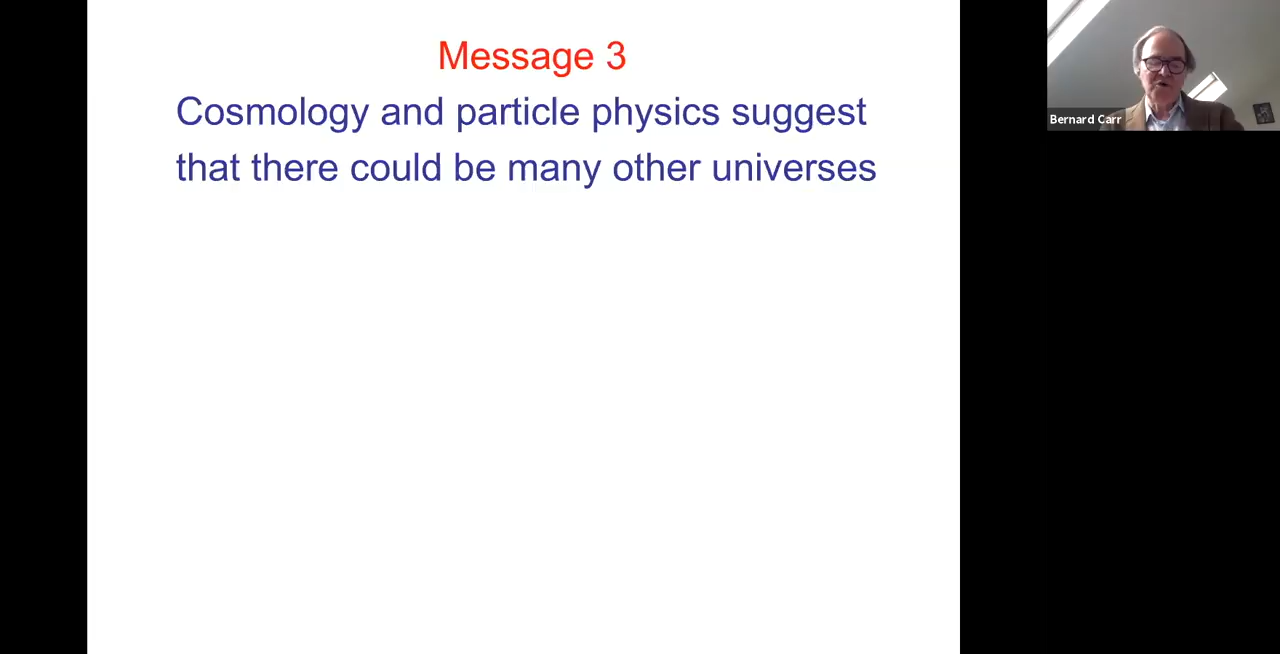 Message 3
Cosmology and particle physics suggest
that there could be many other universes
Bernard Carr